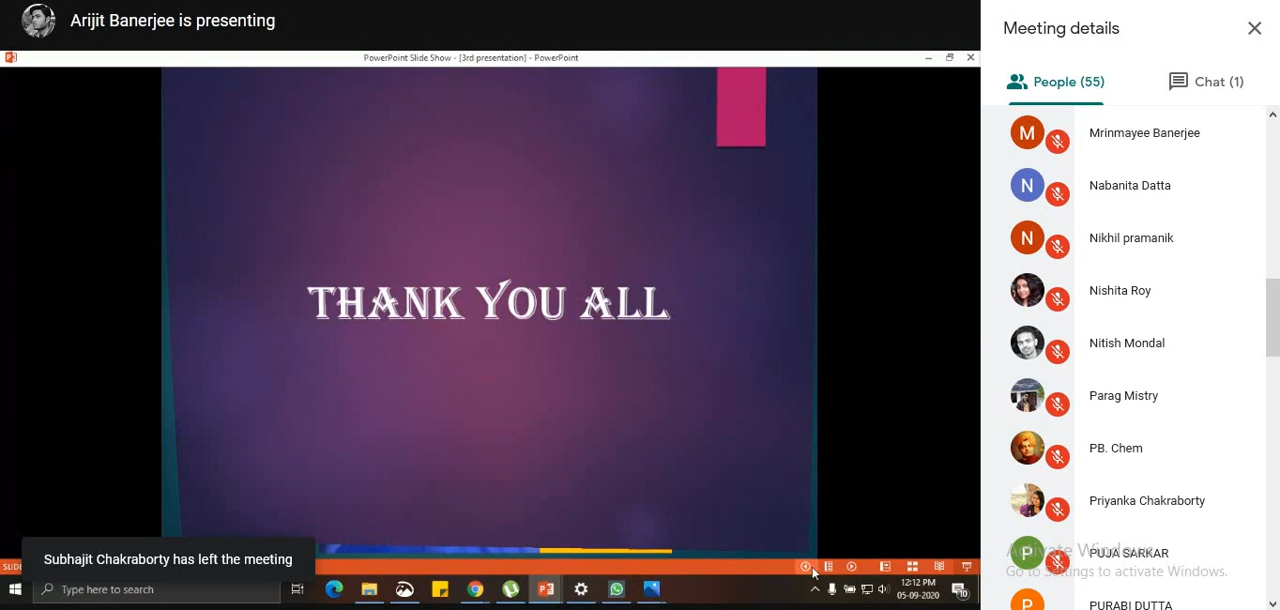 Arijit Banerjee is presenting
PowerPoint Slide Show - [3rd presentation] - PowerPoint
THANK YOU ALL
Subhajit Chakraborty has left the meeting
SLIDE
Type here to search
12:12 PM
05-09-2020
10
Meeting details
People (55)
Chat (1)
M
Mrinmayee Banerjee
N
Nabanita Datta
N
Nikhil pramanik
Nishita Roy
Nitish Mondal
Parag Mistry
PB. Chem
Priyanka Chakraborty
P
PUJA SARKAR
P
PURABI DUTTA
Activate Windows
Go to Settings to activate Windows.